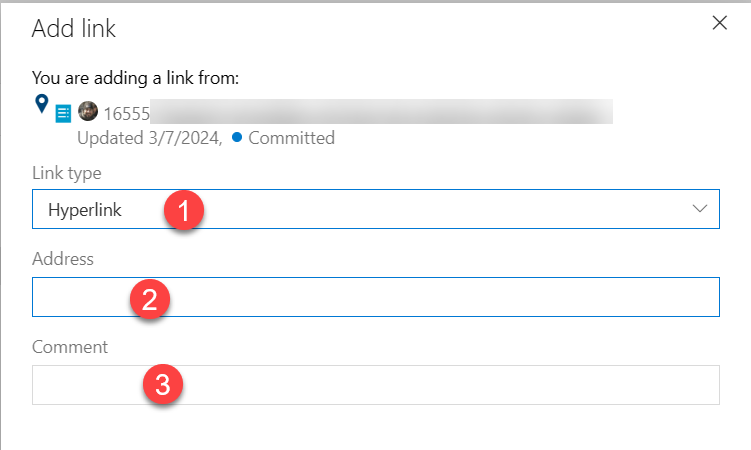 Add link
You are adding a link from:
16555
Updated 3/7/2024, Committed
Link type
Hyperlink 1
Address
2
Comment
3